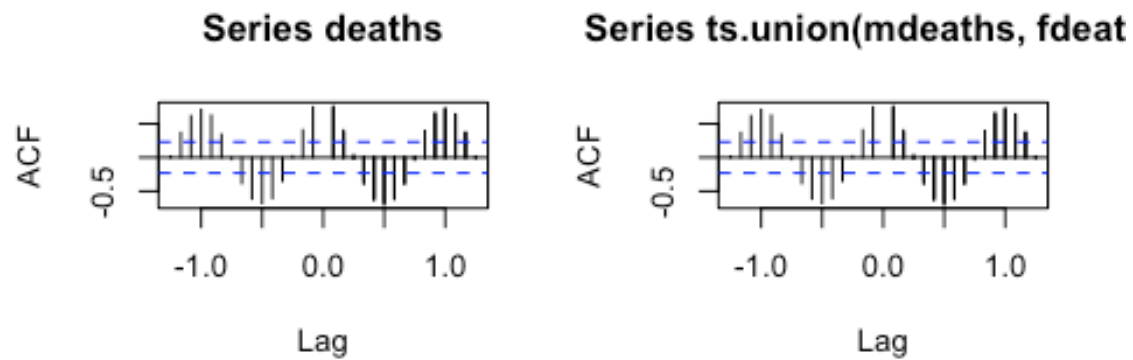 Series deaths
Series ts.union(mdeaths, fdeat
ACF
-0.5
-1.0 0.0 1.0
Lag
ACF
-0.5
-1.0 0.0 1.0
Lag